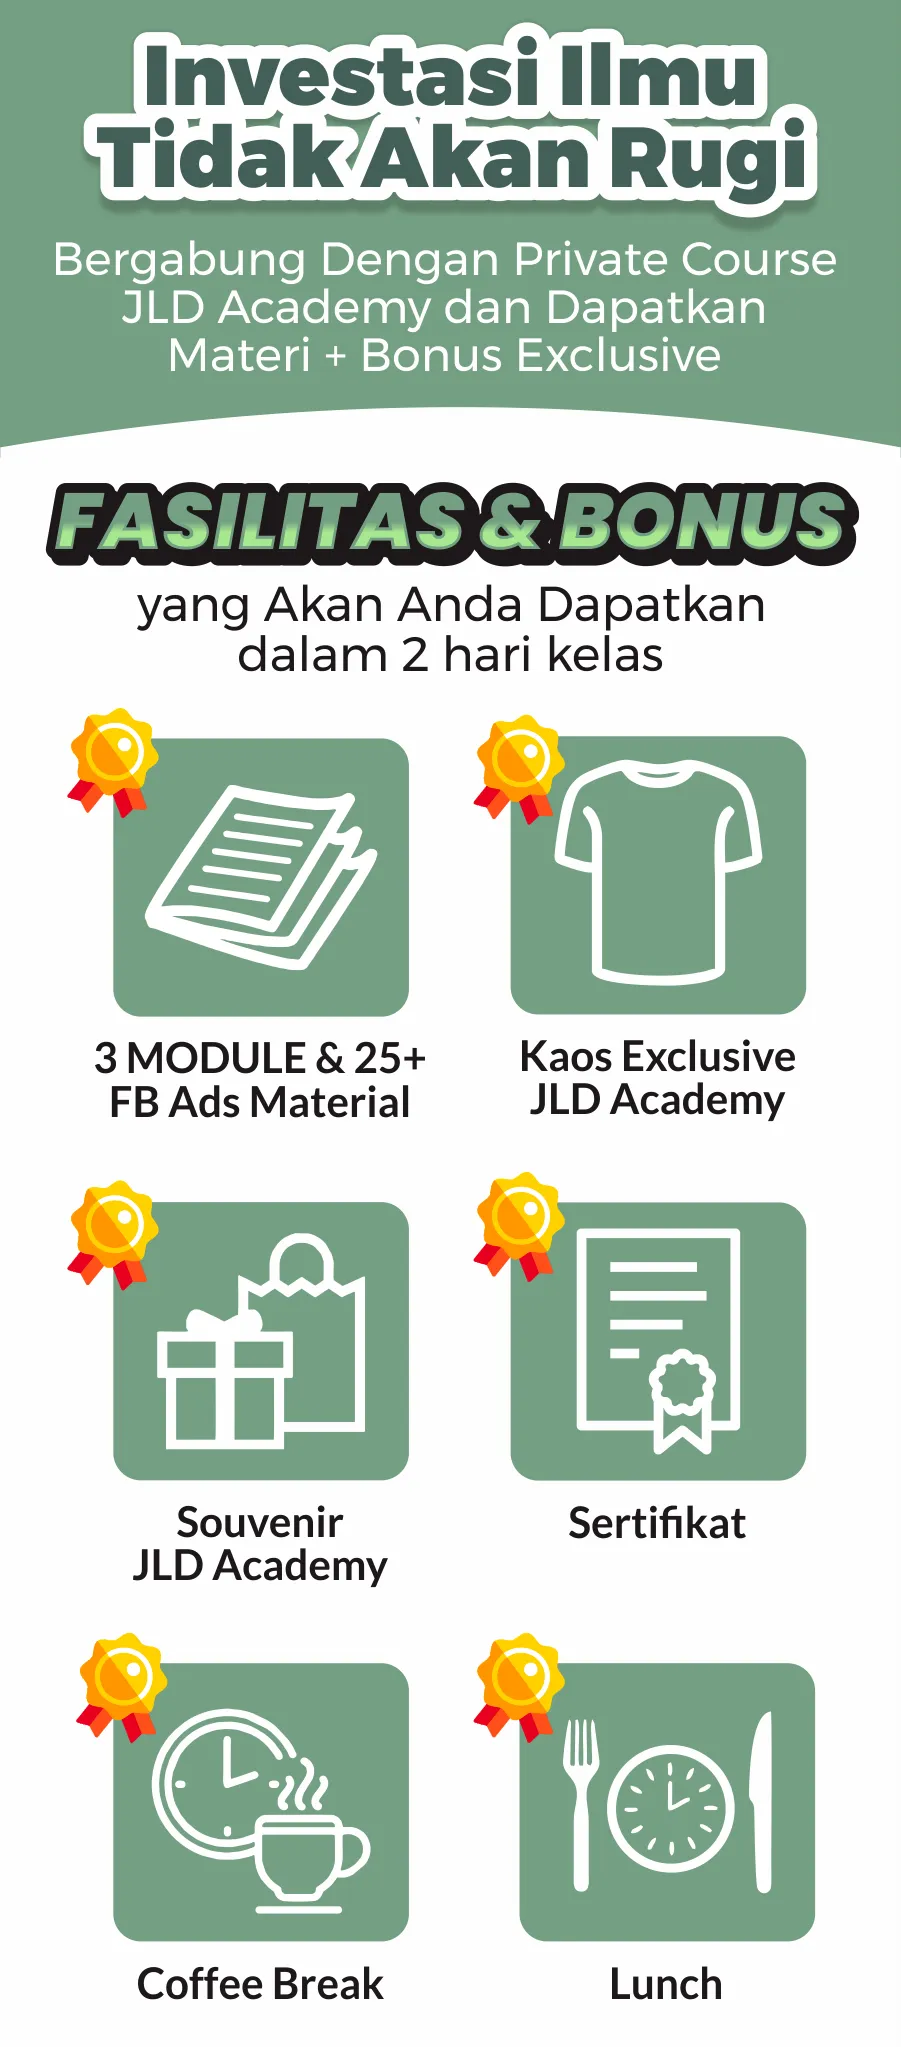 Investasi Ilmu
Tidak Akan Rugi
Bergabung Dengan Private Course
JLD Academy dan Dapatkan
Materi + Bonus Exclusive
FASILITAS & BONUS
yang Akan Anda Dapatkan
dalam 2 hari kelas
3 MODULE & 25+
FB Ads Material
Kaos Exclusive
JLD Academy
Souvenir
JLD Academy
Sertifikat
Coffee Break
Lunch